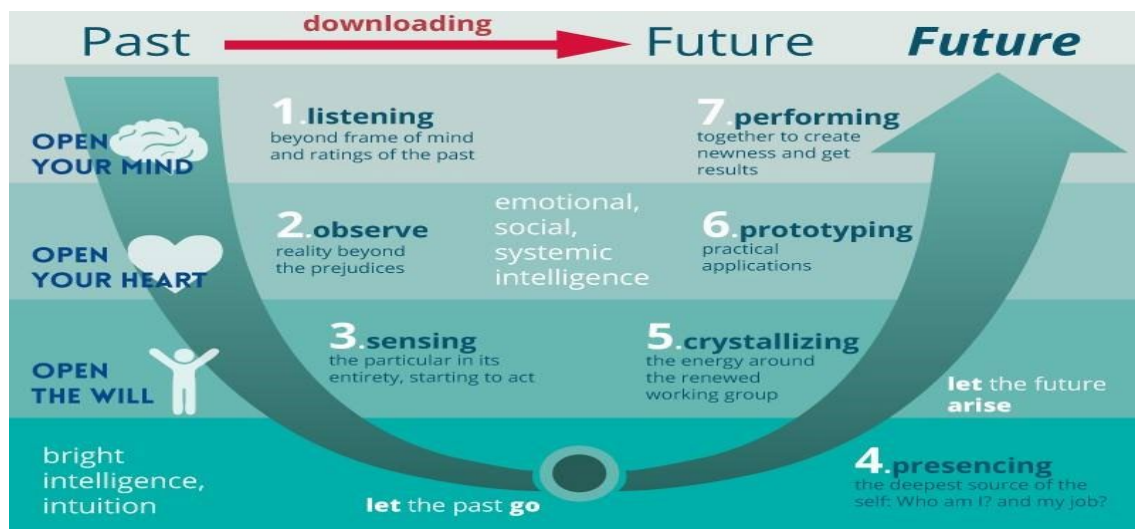 downloading
Past
Future
Future
OPEN
YOUR MIND
1.listening
beyond frame of mind
and ratings of the past
7.performing
together to create
newness and get
results
OPEN
YOUR HEART
2.observe
reality beyond
the prejudices
emotional,
social,
systemic
intelligence
6.prototyping
practical
applications
OPEN
THE WILL
3.sensing
the particular in its
entirety, starting to act
5.crystallizing
the energy around
the renewed
working group
let the future
arise
bright
intelligence,
intuition
let the past go
4.presencing
the deepest source of the
self: Who am I? and my job?